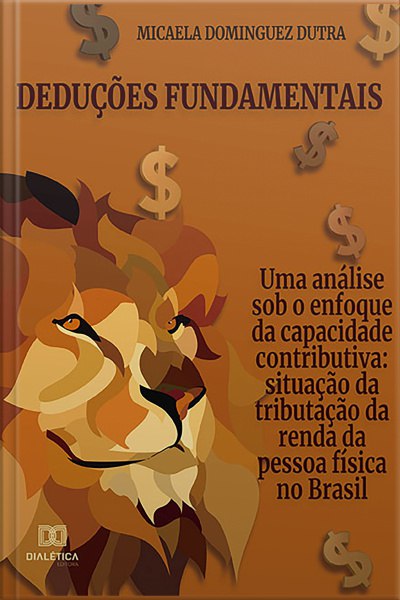 MICAELA DOMINGUEZ DUTRA
DEDUÇÕES FUNDAMENTAIS
Uma análise
sob o enfoque
da capacidade
contributiva:
situação da
tributação da
renda da
pessoa física
no Brasil
DIALÉTICA
EDITORA